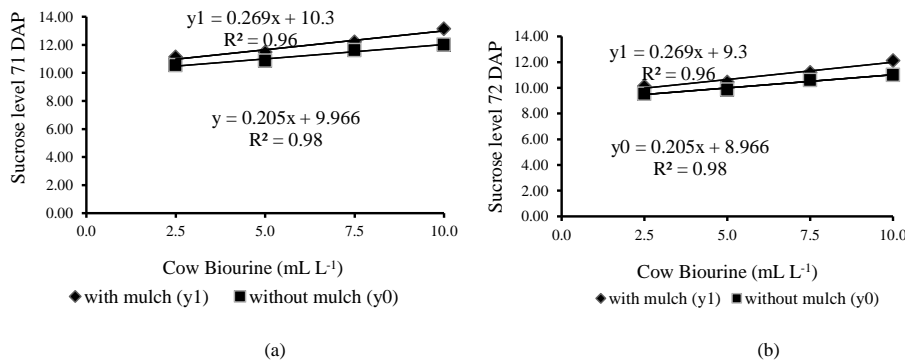 y1 = 0.269x + 10.3
R² = 0.96
y = 0.205x + 9.966
R² = 0.98
Sucrose level 71 DAP
14.00
12.00
10.00
8.00
6.00
4.00
2.00
0.00
0.0 2.5 5.0 7.5 10.0
Cow Biourine (mL L⁻¹)
with mulch (y1) without mulch (y0)
(a)
y1 = 0.269x + 9.3
R² = 0.96
y0 = 0.205x + 8.966
R² = 0.98
Sucrose level 72 DAP
14.00
12.00
10.00
8.00
6.00
4.00
2.00
0.00
0.0 2.5 5.0 7.5 10.0
Cow Biourine (mL L⁻¹)
with mulch (y1) without mulch (y0)
(b)